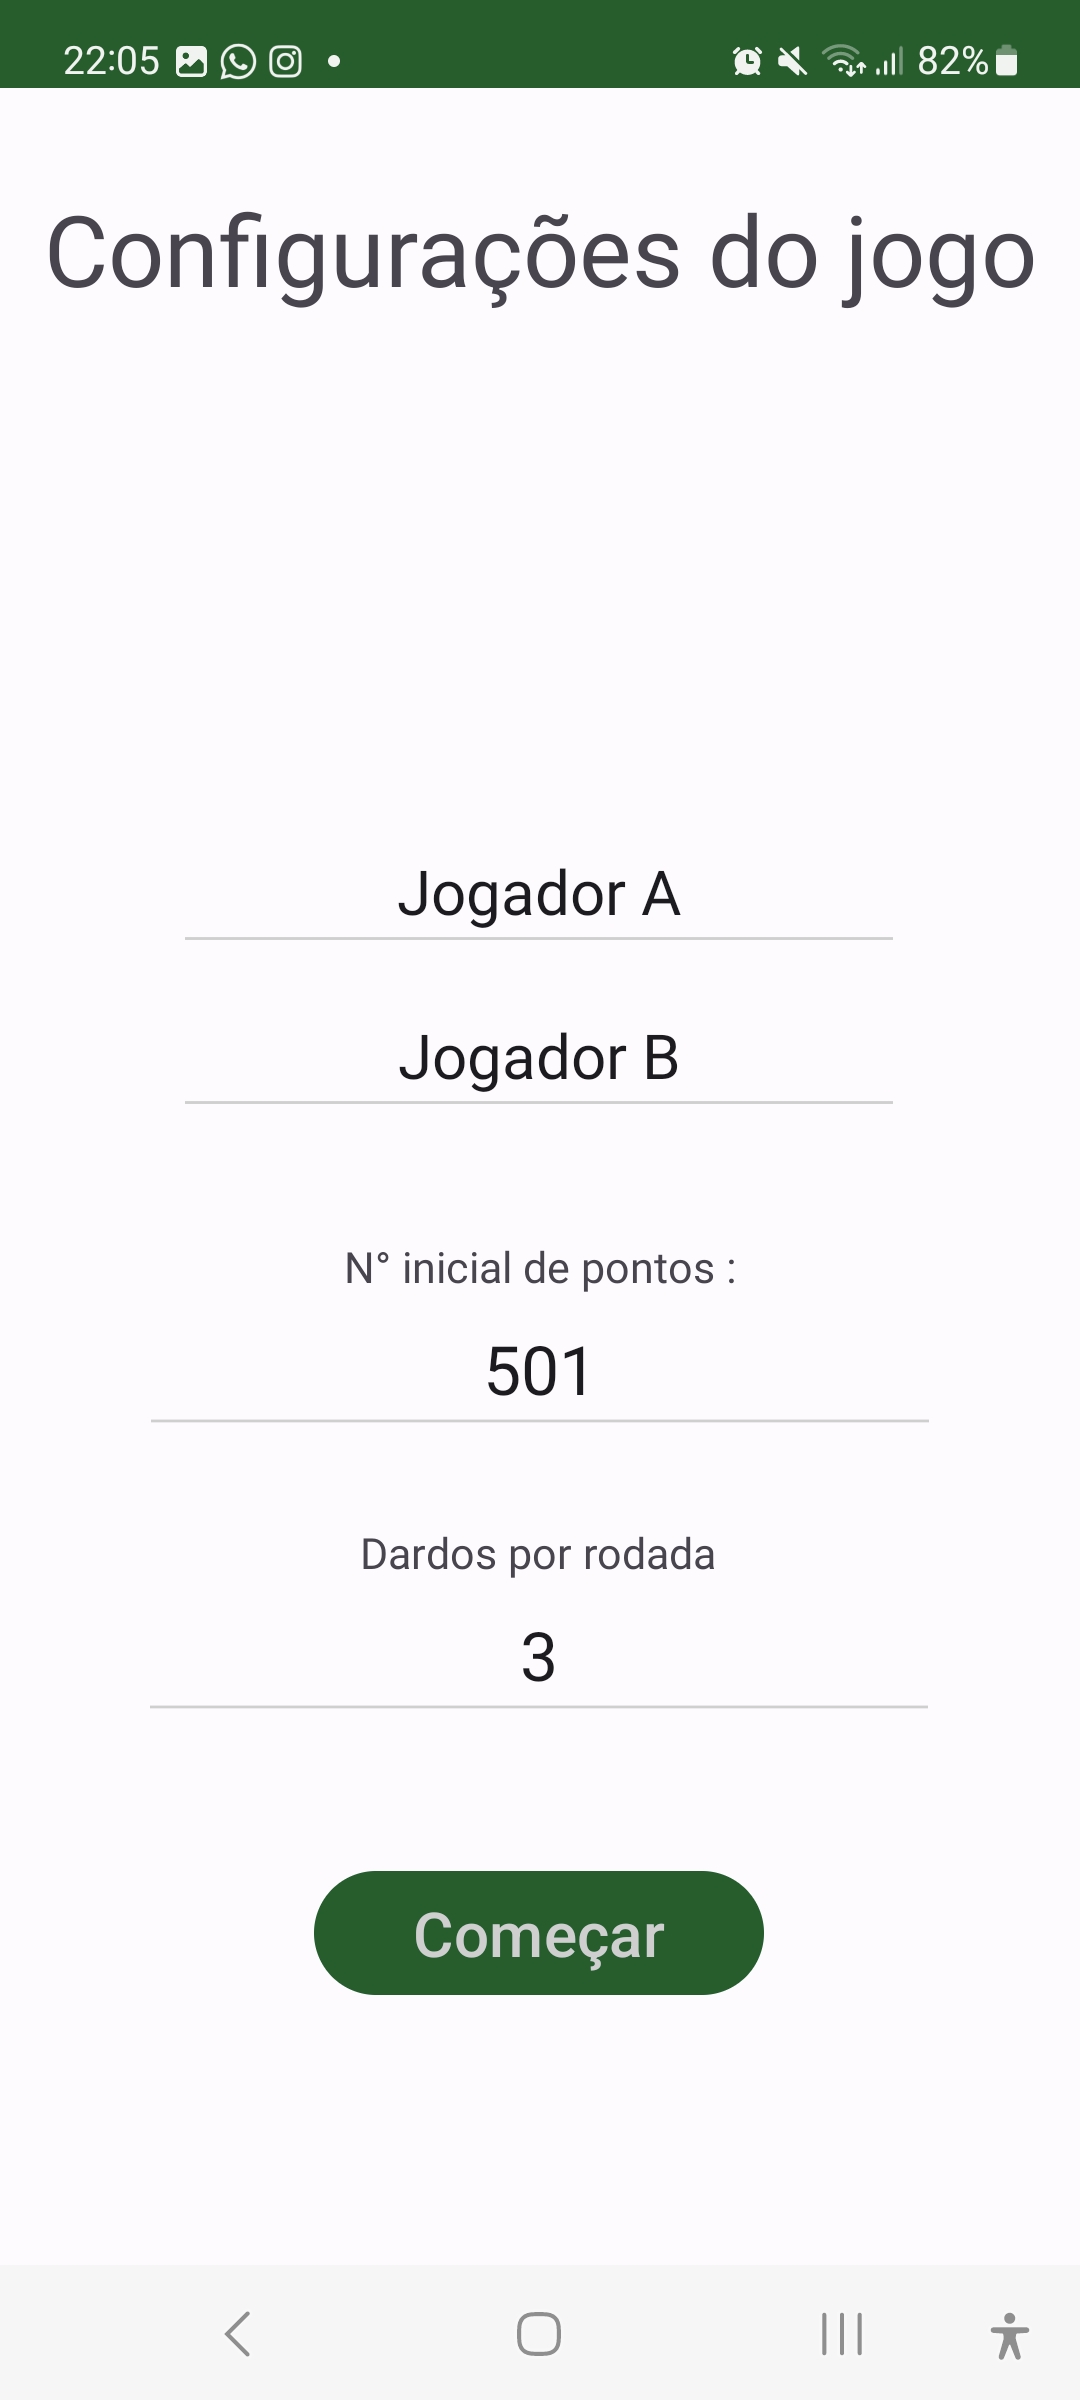 22:05 82%
Configurações do jogo
Jogador A
Jogador B
N° inicial de pontos :
501
Dardos por rodada
3
Começar